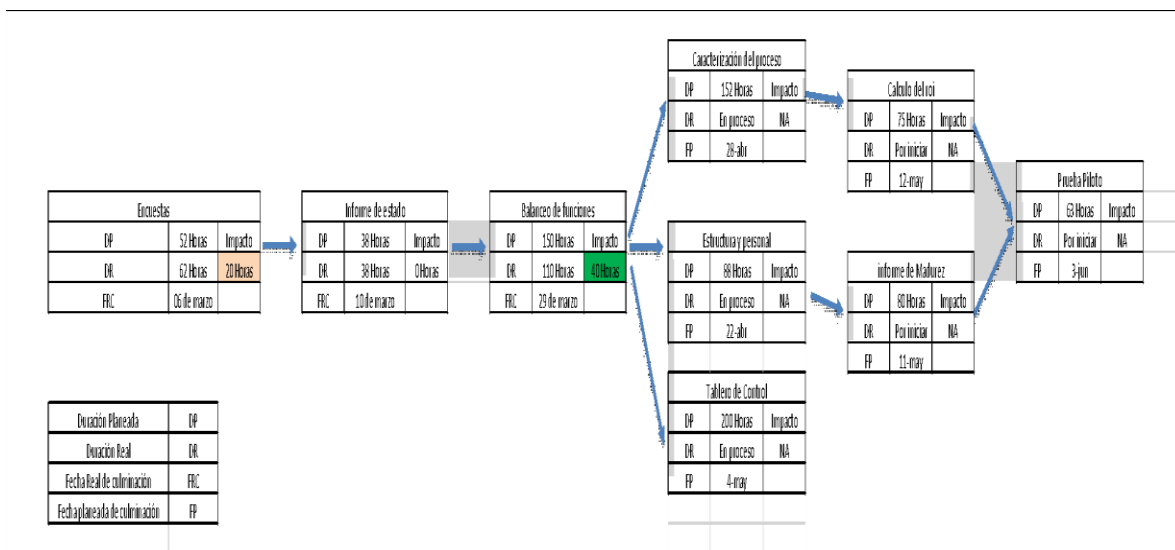 Encuestas
DP 52 Horas Impacto
DR 62 Horas 20 Horas
FRC 06 de marzo
Informe de estado
DP 38 Horas Impacto
DR 38 Horas 0 Horas
FRC 10 de marzo
Balanceo de funciones
DP 150 Horas Impacto
DR 110 Horas 40 Horas
FRC 29 de marzo
Caracterización del proceso
DP 152 Horas Impacto
DR En proceso NA
FP 28-abr
Estructura y personal
DP 88 Horas Impacto
DR En proceso NA
FP 22-abr
Tablero de Control
DP 200 Horas Impacto
DR En proceso NA
FP 4-may
Calculo del roi
DP 75 Horas Impacto
DR Por iniciar NA
FP 12-may
informe de Madurez
DP 80 Horas Impacto
DR Por iniciar NA
FP 11-may
Prueba Piloto
DP 63 Horas Impacto
DR Por iniciar NA
FP 3-jun
Duración Planeada DP
Duración Real DR
Fecha Real de culminación FRC
Fecha planeada de culminación FP